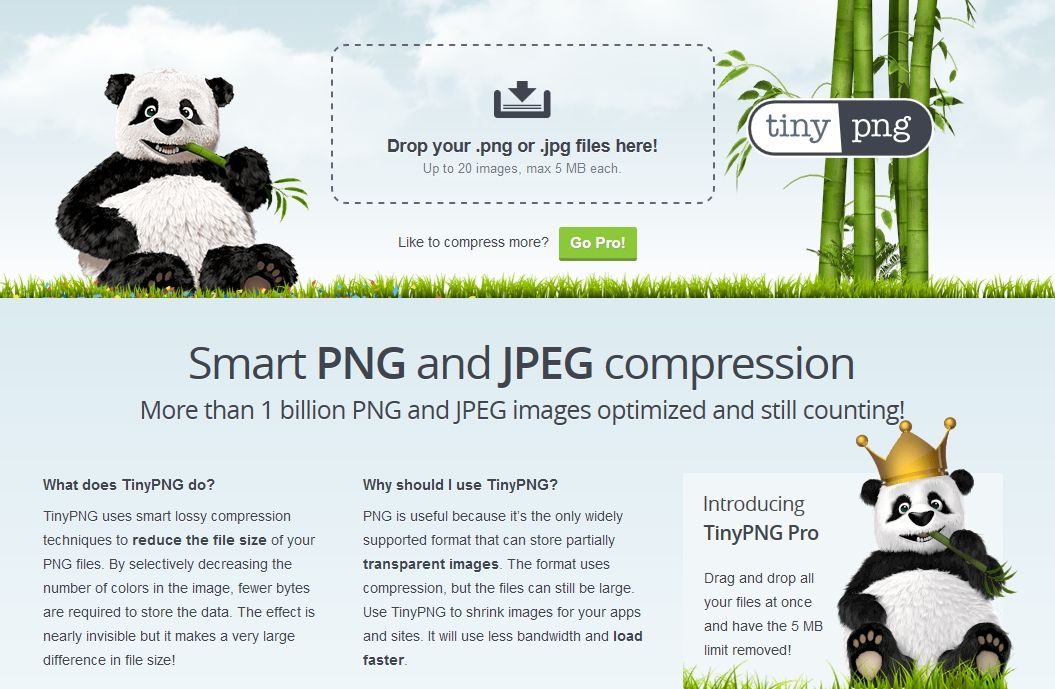 Drop your .png or .jpg files here!
Up to 20 images, max 5 MB each.
tiny png
Like to compress more? Go Pro!
Smart PNG and JPEG compression
More than 1 billion PNG and JPEG images optimized and still counting!
What does TinyPNG do?
TinyPNG uses smart lossy compression
techniques to reduce the file size of your
PNG files. By selectively decreasing the
number of colors in the image, fewer bytes
are required to store the data. The effect is
nearly invisible but it makes a very large
difference in file size!
Why should I use TinyPNG?
PNG is useful because it's the only widely
supported format that can store partially
transparent images. The format uses
compression, but the files can still be large.
Use TinyPNG to shrink images for your apps
and sites. It will use less bandwidth and load
faster.
Introducing
TinyPNG Pro
Drag and drop all
your files at once
and have the 5 MB
limit removed!